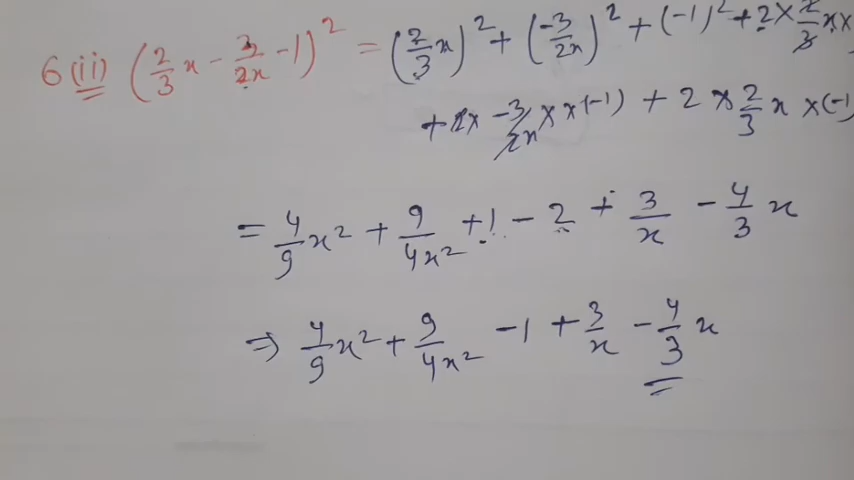 6(ii) (2/3 x - 3/2x - 1)² = (2/3 x)² + (-3/2x)² + (-1)² + 2 × 2/3 x ×
+ 2 × -3/2x × x (-1) + 2 × 2/3 x × (-1)
= 4/9 x² + 9/4x² + 1 - 2 + 3/x - 4/3 x
⇒ 4/9 x² + 9/4x² - 1 + 3/x - 4/3 x